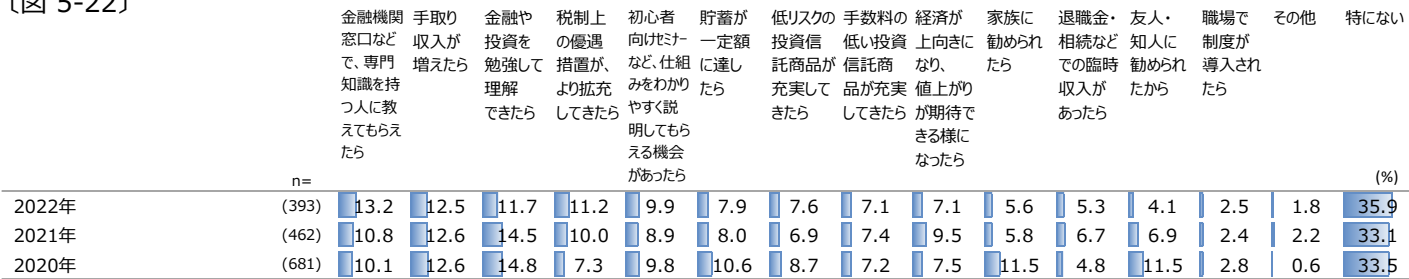 〔図 5-22〕
金融機関
窓口など
で、専門
知識を持
つ人に教
えてもらえ
たら
手取り
収入が
増えたら
金融や
投資を
勉強して
理解
できたら
税制上
の優遇
措置が、
より拡充
してきたら
初心者
向けセミナー
など、仕組
みをわかり
やすく説
明してもら
える機会
があったら
貯蓄が
一定額
に達し
たら
低リスクの
投資信
託商品が
充実して
きたら
手数料の
低い投資
信託商
品が充実
してきたら
経済が
上向きに
なり、
値上がり
が期待で
きる様に
なったら
家族に
勧められ
たら
退職金・
相続など
での臨時
収入が
あったら
友人・
知人に
勧められ
たから
職場で
制度が
導入され
たら
その他
特にない
n=
(%)
2022年 (393) 13.2 12.5 11.7 11.2 9.9 7.9 7.6 7.1 7.1 5.6 5.3 4.1 2.5 1.8 35.9
2021年 (462) 10.8 12.6 14.5 10.0 8.9 8.0 6.9 7.4 9.5 5.8 6.7 6.9 2.4 2.2 33.1
2020年 (681) 10.1 12.6 14.8 7.3 9.8 10.6 8.7 7.2 7.5 11.5 4.8 11.5 2.8 0.6 33.5